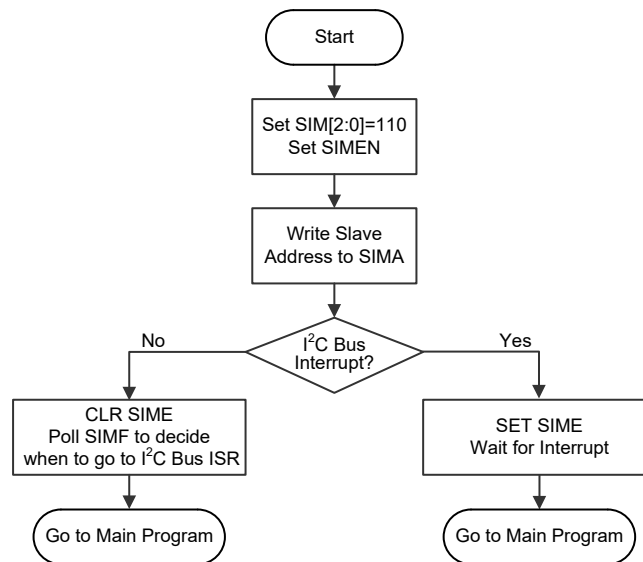 Start
Set SIM[2:0]=110
Set SIMEN
Write Slave
Address to SIMA
I²C Bus
Interrupt?
No
Yes
CLR SIME
Poll SIMF to decide
when to go to I²C Bus ISR
SET SIME
Wait for Interrupt
Go to Main Program
Go to Main Program